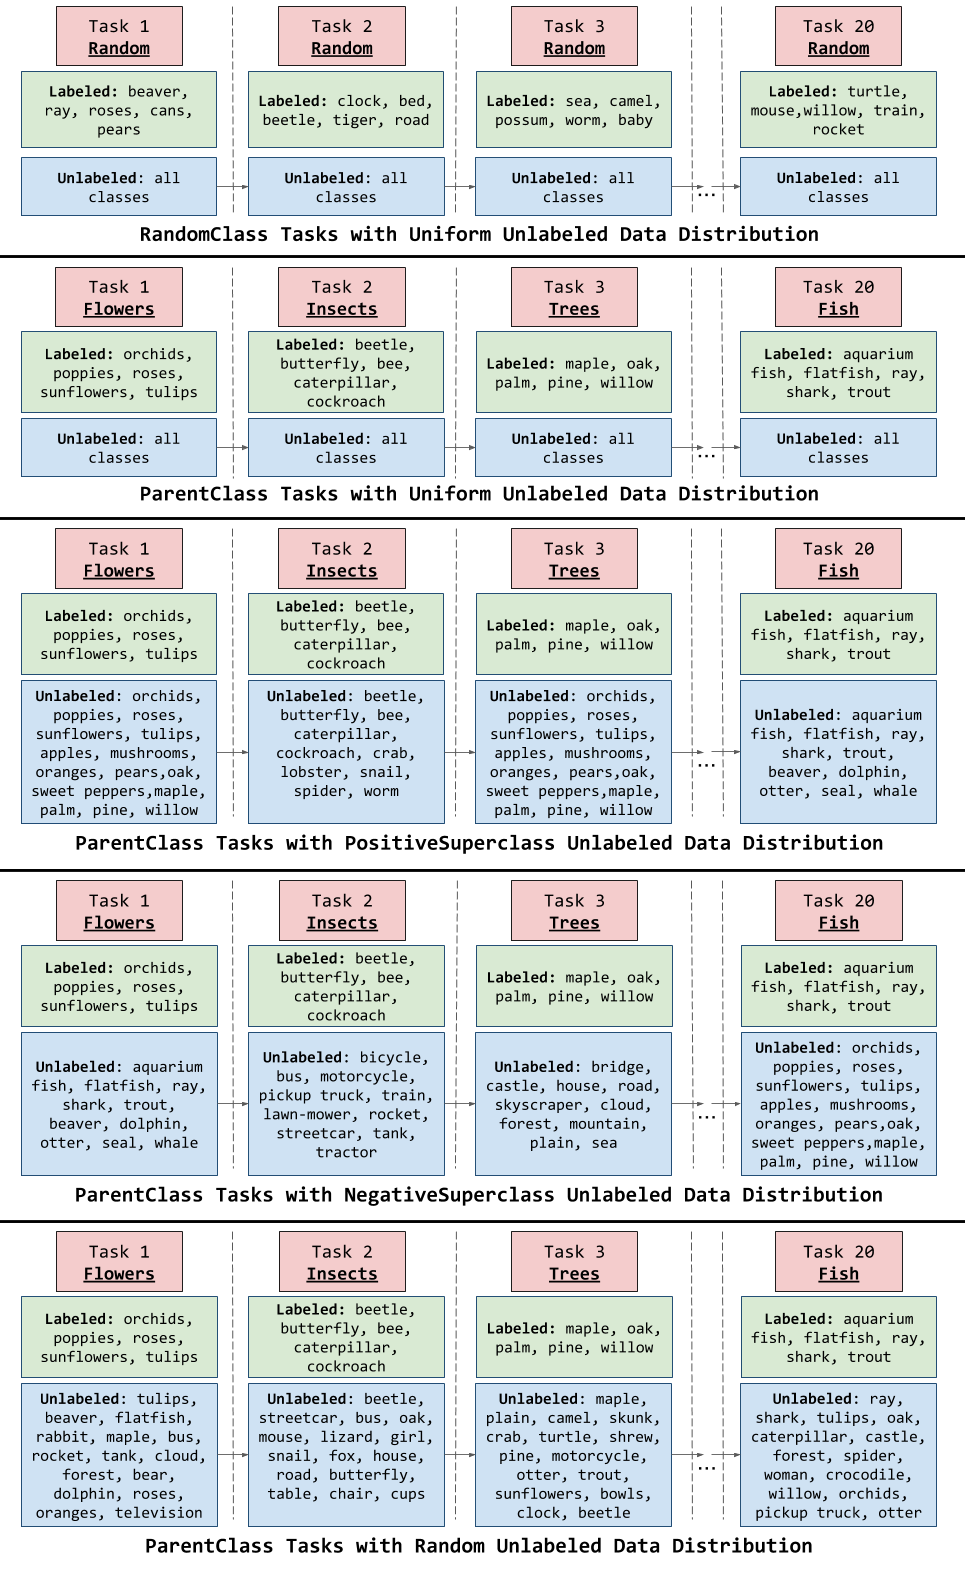 Task 1
Random
Task 2
Random
Task 3
Random
Task 20
Random
Labeled: beaver,
ray, roses, cans,
pears
Labeled: clock, bed,
beetle, tiger, road
Labeled: sea, camel,
possum, worm, baby
Labeled: turtle,
mouse,willow, train,
rocket
Unlabeled: all
classes
Unlabeled: all
classes
Unlabeled: all
classes
...
Unlabeled: all
classes
RandomClass Tasks with Uniform Unlabeled Data Distribution
Task 1
Flowers
Task 2
Insects
Task 3
Trees
Task 20
Fish
Labeled: orchids,
poppies, roses,
sunflowers, tulips
Labeled: beetle,
butterfly, bee,
caterpillar,
cockroach
Labeled: maple, oak,
palm, pine, willow
Labeled: aquarium
fish, flatfish, ray,
shark, trout
Unlabeled: all
classes
Unlabeled: all
classes
Unlabeled: all
classes
...
Unlabeled: all
classes
ParentClass Tasks with Uniform Unlabeled Data Distribution
Task 1
Flowers
Task 2
Insects
Task 3
Trees
Task 20
Fish
Labeled: orchids,
poppies, roses,
sunflowers, tulips
Labeled: beetle,
butterfly, bee,
caterpillar,
cockroach
Labeled: maple, oak,
palm, pine, willow
Labeled: aquarium
fish, flatfish, ray,
shark, trout
Unlabeled: orchids,
poppies, roses,
sunflowers, tulips,
apples, mushrooms,
oranges, pears,oak,
sweet peppers,maple,
palm, pine, willow
Unlabeled: beetle,
butterfly, bee,
caterpillar,
cockroach, crab,
lobster, snail,
spider, worm
Unlabeled: orchids,
poppies, roses,
sunflowers, tulips,
apples, mushrooms,
oranges, pears,oak,
sweet peppers,maple,
palm, pine, willow
...
Unlabeled: aquarium
fish, flatfish, ray,
shark, trout,
beaver, dolphin,
otter, seal, whale
ParentClass Tasks with PositiveSuperclass Unlabeled Data Distribution
Task 1
Flowers
Task 2
Insects
Task 3
Trees
Task 20
Fish
Labeled: orchids,
poppies, roses,
sunflowers, tulips
Labeled: beetle,
butterfly, bee,
caterpillar,
cockroach
Labeled: maple, oak,
palm, pine, willow
Labeled: aquarium
fish, flatfish, ray,
shark, trout
Unlabeled: aquarium
fish, flatfish, ray,
shark, trout,
beaver, dolphin,
otter, seal, whale
Unlabeled: bicycle,
bus, motorcycle,
pickup truck, train,
lawn-mower, rocket,
streetcar, tank,
tractor
Unlabeled: bridge,
castle, house, road,
skyscraper, cloud,
forest, mountain,
plain, sea
...
Unlabeled: orchids,
poppies, roses,
sunflowers, tulips,
apples, mushrooms,
oranges, pears,oak,
sweet peppers,maple,
palm, pine, willow
ParentClass Tasks with NegativeSuperclass Unlabeled Data Distribution
Task 1
Flowers
Task 2
Insects
Task 3
Trees
Task 20
Fish
Labeled: orchids,
poppies, roses,
sunflowers, tulips
Labeled: beetle,
butterfly, bee,
caterpillar,
cockroach
Labeled: maple, oak,
palm, pine, willow
Labeled: aquarium
fish, flatfish, ray,
shark, trout
Unlabeled: tulips,
beaver, flatfish,
rabbit, maple, bus,
rocket, tank, cloud,
forest, bear,
dolphin, roses,
oranges, television
Unlabeled: beetle,
streetcar, bus, oak,
mouse, lizard, girl,
snail, fox, house,
road, butterfly,
table, chair, cups
Unlabeled: maple,
plain, camel, skunk,
crab, turtle, shrew,
pine, motorcycle,
otter, trout,
sunflowers, bowls,
clock, beetle
...
Unlabeled: ray,
shark, tulips, oak,
caterpillar, castle,
forest, spider,
woman, crocodile,
willow, orchids,
pickup truck, otter
ParentClass Tasks with Random Unlabeled Data Distribution